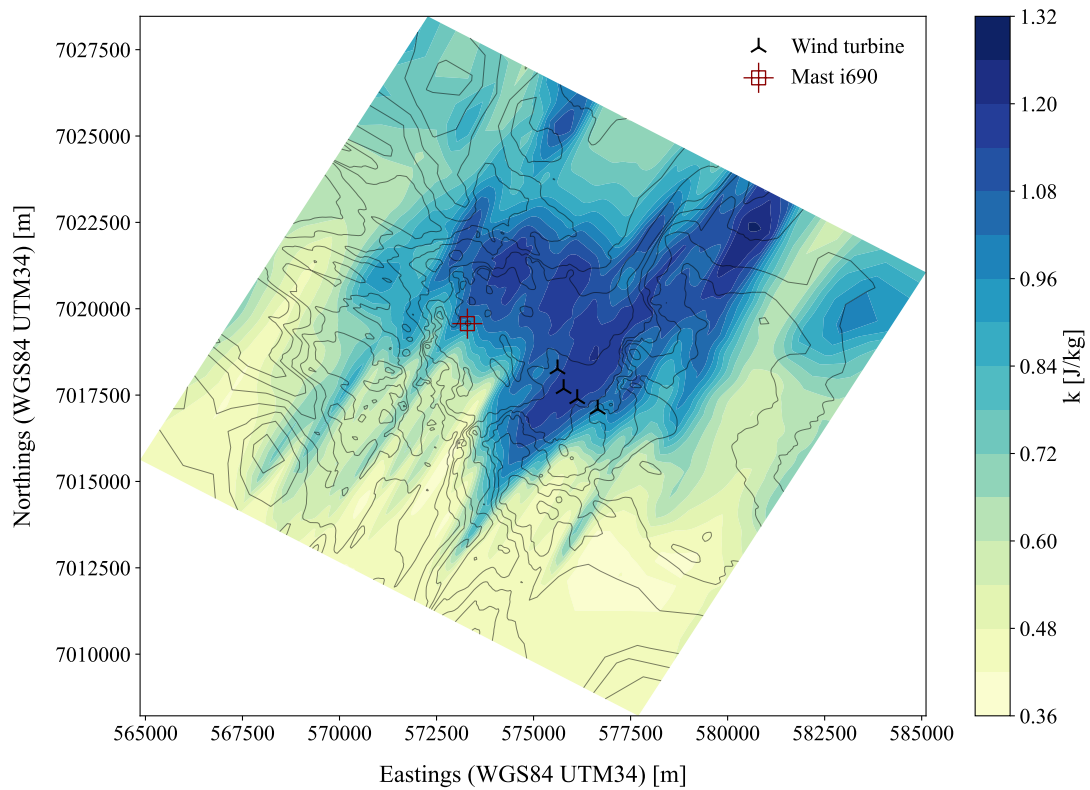 Wind turbine
Mast i690
7027500
7025000
7022500
7020000
7017500
7015000
7012500
7010000
Northings (WGS84 UTM34) [m]
565000 567500 570000 572500 575000 577500 580000 582500 585000
Eastings (WGS84 UTM34) [m]
1.32
1.20
1.08
0.96
0.84
0.72
0.60
0.48
0.36
k [J/kg]